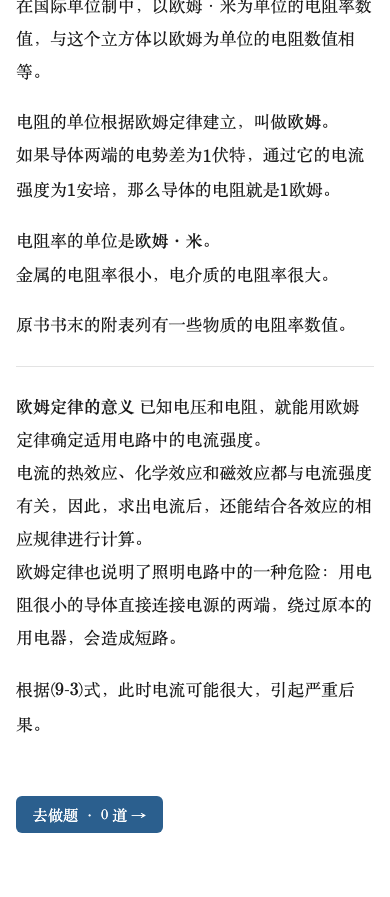 在国际单位制中，以欧姆·米为单位的电阻率数
值，与这个立方体以欧姆为单位的电阻数值相
等。
电阻的单位根据欧姆定律建立，叫做欧姆。
如果导体两端的电势差为1伏特，通过它的电流
强度为1安培，那么导体的电阻就是1欧姆。
电阻率的单位是欧姆·米。
金属的电阻率很小，电介质的电阻率很大。
原书书末的附表列有一些物质的电阻率数值。
欧姆定律的意义 已知电压和电阻，就能用欧姆
定律确定适用电路中的电流强度。
电流的热效应、化学效应和磁效应都与电流强度
有关，因此，求出电流后，还能结合各效应的相
应规律进行计算。
欧姆定律也说明了照明电路中的一种危险：用电
阻很小的导体直接连接电源的两端，绕过原本的
用电器，会造成短路。
根据(9-3)式，此时电流可能很大，引起严重后
果。
去做题 · 0 道 →